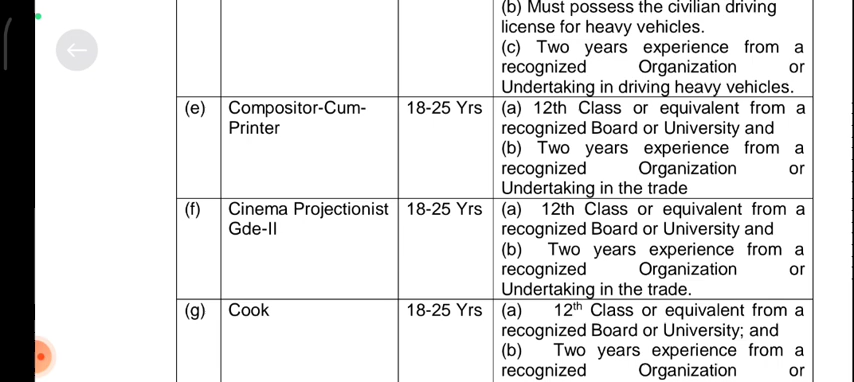 (b) Must possess the civilian driving
license for heavy vehicles.
(c) Two years experience from a
recognized Organization or
Undertaking in driving heavy vehicles.
(e) Compositor-Cum- 18-25 Yrs (a) 12th Class or equivalent from a
Printer recognized Board or University and
(b) Two years experience from a
recognized Organization or
Undertaking in the trade
(f) Cinema Projectionist 18-25 Yrs (a) 12th Class or equivalent from a
Gde-II recognized Board or University and
(b) Two years experience from a
recognized Organization or
Undertaking in the trade.
(g) Cook 18-25 Yrs (a) 12th Class or equivalent from a
recognized Board or University; and
(b) Two years experience from a
recognized Organization or